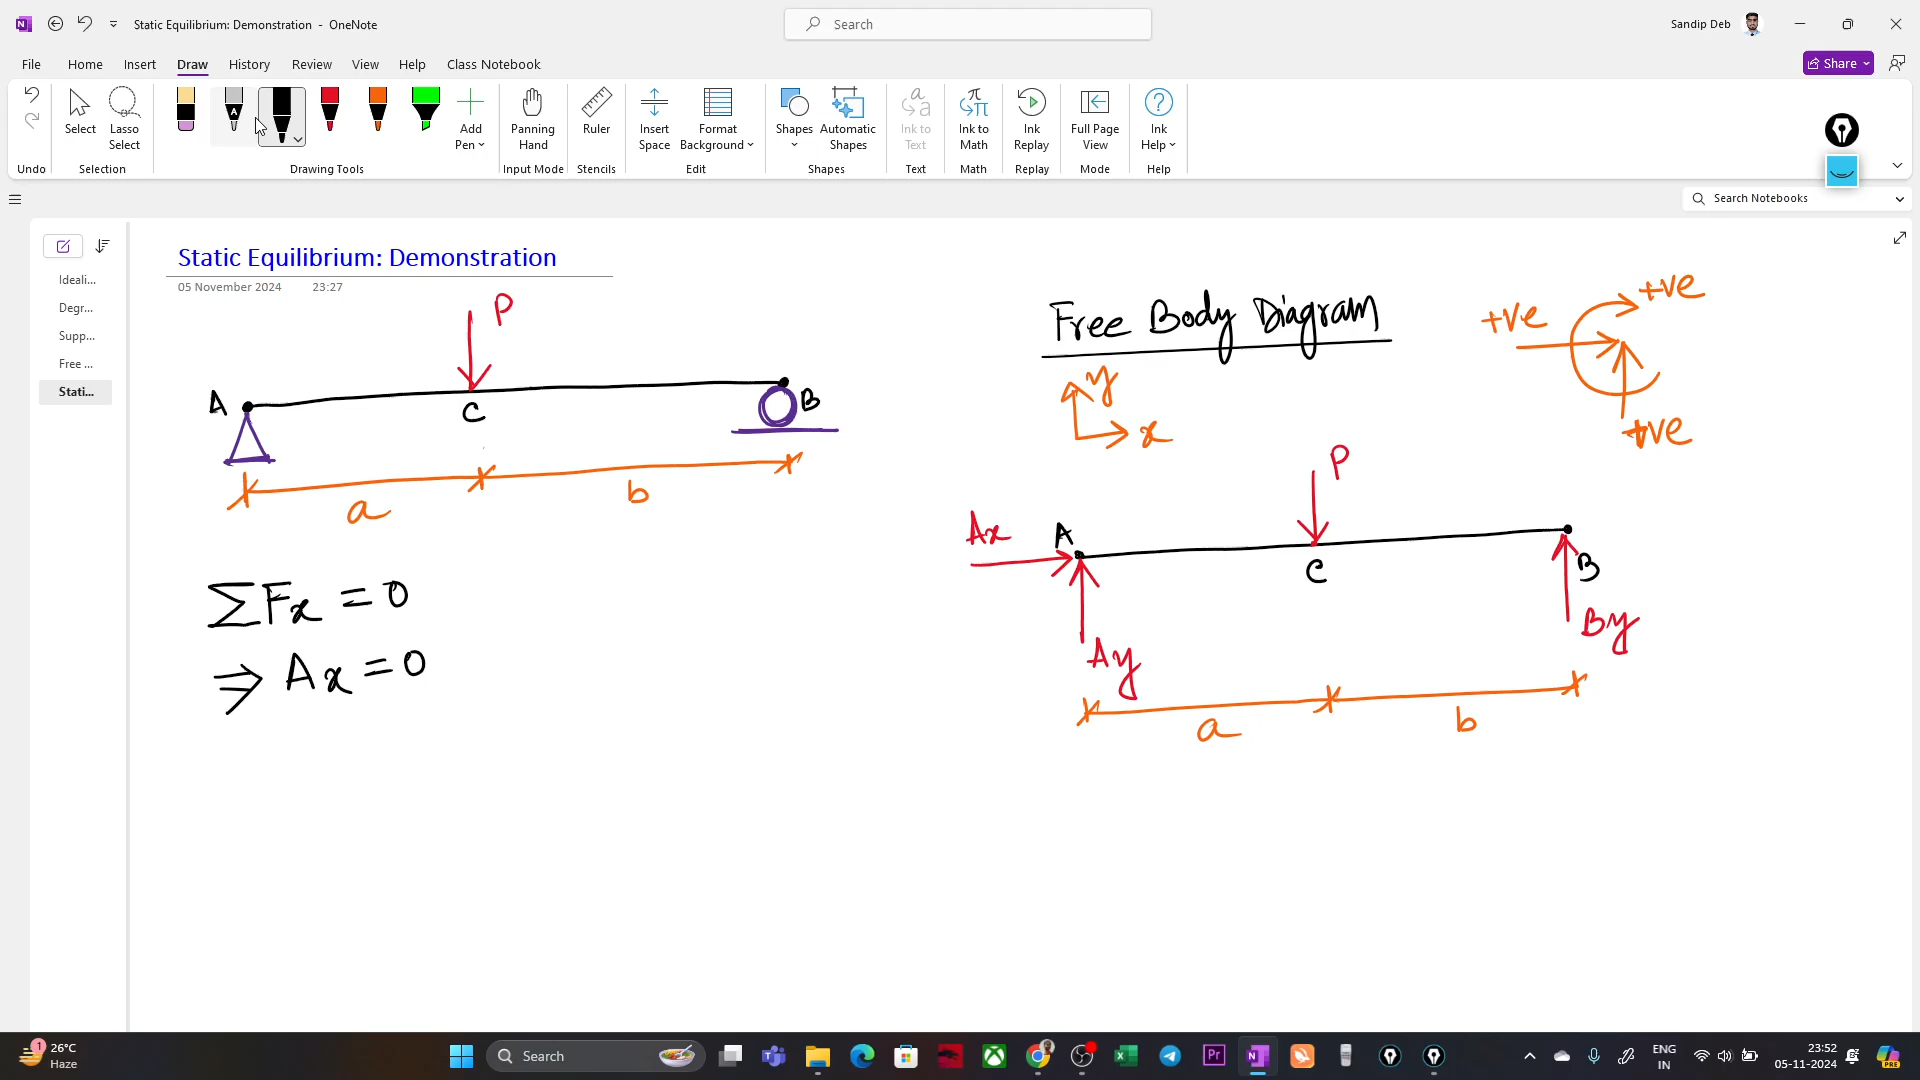 Static Equilibrium: Demonstration - OneNote
Search
Sandip Deb
File Home Insert Draw History Review View Help Class Notebook
Share
Select
Lasso Select
Add Pen
Panning Hand
Ruler
Insert Space
Format Background
Shapes
Automatic Shapes
Ink to Text
Ink to Math
Ink Replay
Full Page View
Ink Help
Undo Selection Drawing Tools Input Mode Stencils Edit Shapes Text Math Replay Mode Help
Search Notebooks
Ideali...
Degr...
Supp...
Free ...
Stati...
Static Equilibrium: Demonstration
05 November 2024 23:27
P
A
C
B
a
b
ΣFx = 0
⇒ Ax = 0
Free Body Diagram
+ve
+ve
+ve
y
x
P
Ax
A
C
B
Ay
By
a
b
1
26°C
Haze
Search
ENG
IN
23:52
05-11-2024